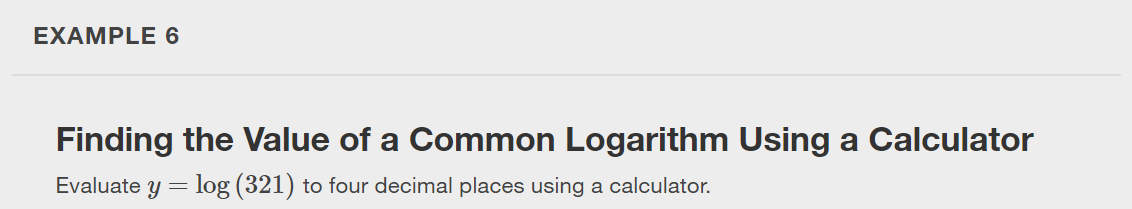 EXAMPLE 6
Finding the Value of a Common Logarithm Using a Calculator
Evaluate y = log (321) to four decimal places using a calculator.